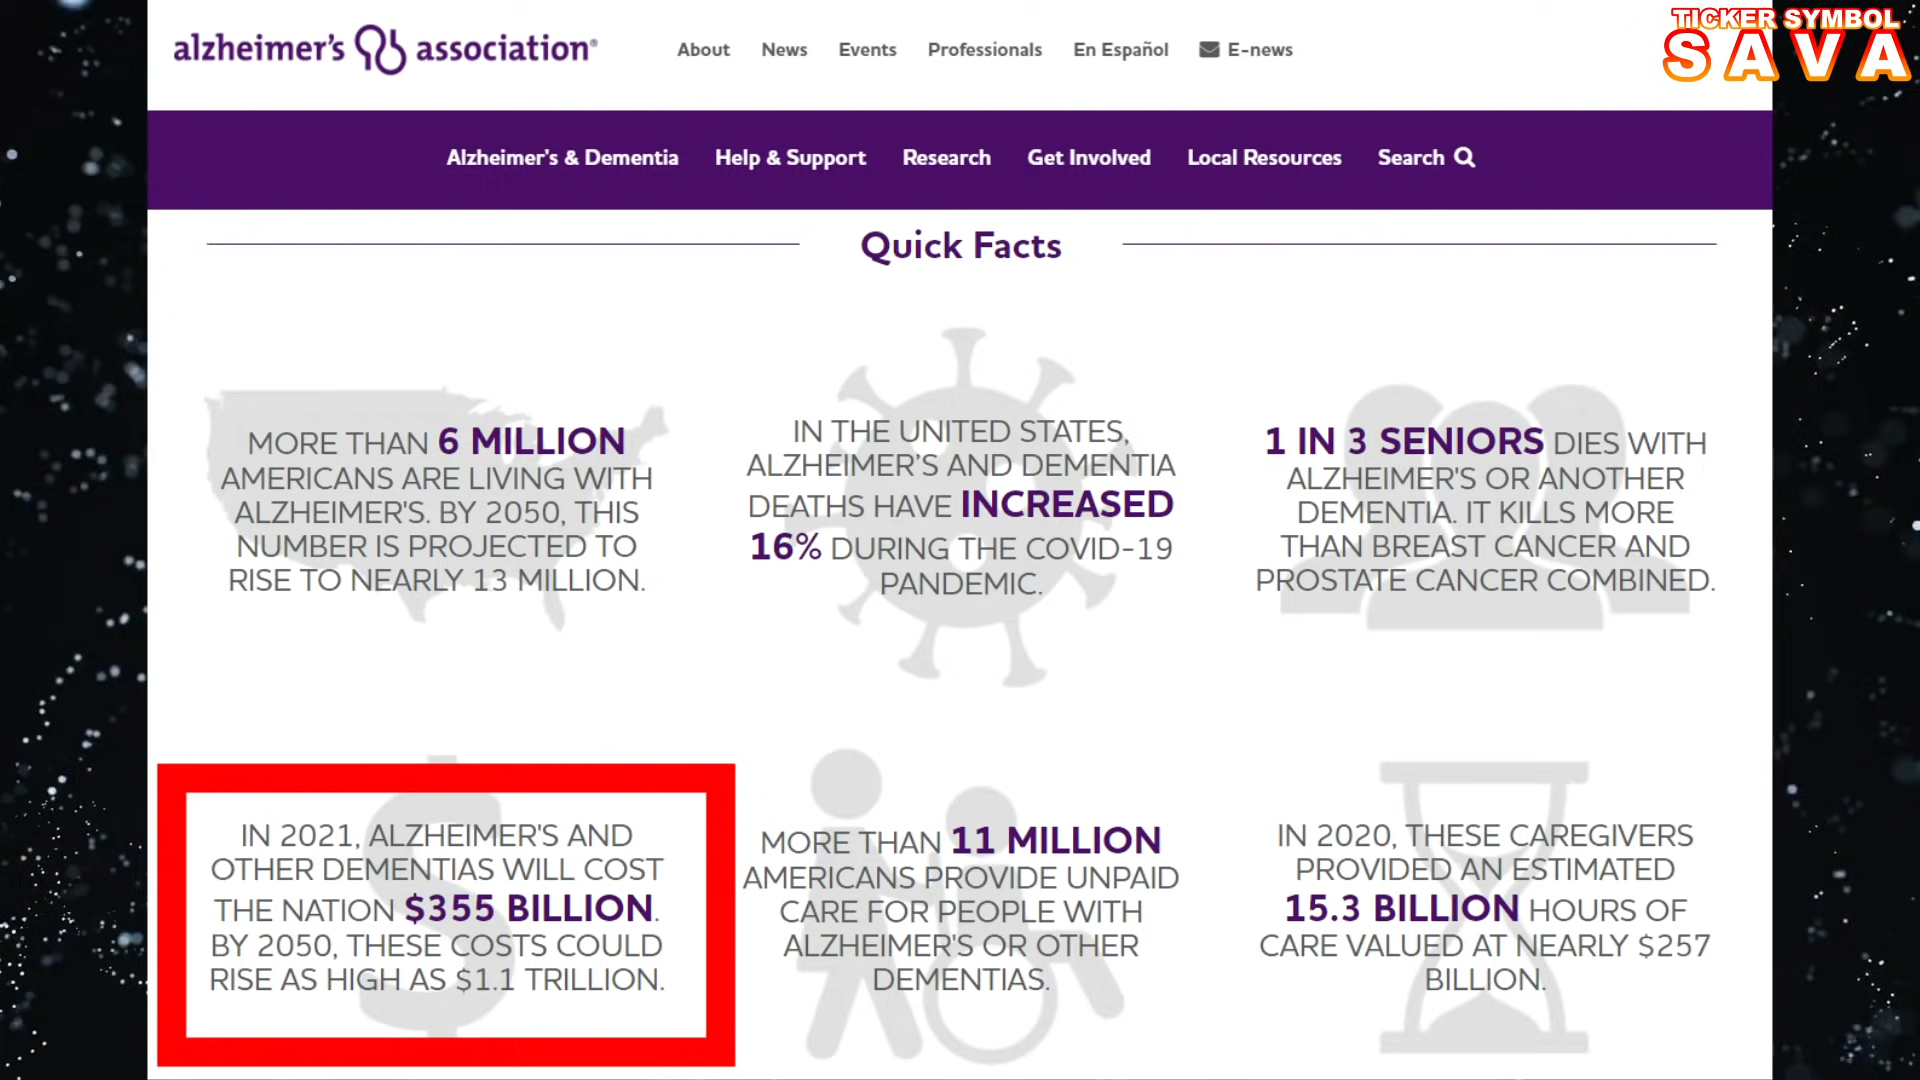 TICKER SYMBOL
SAVA
alzheimer's association®
About News Events Professionals En Español E-news
Alzheimer's & Dementia Help & Support Research Get Involved Local Resources Search
Quick Facts
MORE THAN 6 MILLION
AMERICANS ARE LIVING WITH
ALZHEIMER'S. BY 2050, THIS
NUMBER IS PROJECTED TO
RISE TO NEARLY 13 MILLION.
IN THE UNITED STATES,
ALZHEIMER'S AND DEMENTIA
DEATHS HAVE INCREASED
16% DURING THE COVID-19
PANDEMIC.
1 IN 3 SENIORS DIES WITH
ALZHEIMER'S OR ANOTHER
DEMENTIA. IT KILLS MORE
THAN BREAST CANCER AND
PROSTATE CANCER COMBINED.
IN 2021, ALZHEIMER'S AND
OTHER DEMENTIAS WILL COST
THE NATION $355 BILLION.
BY 2050, THESE COSTS COULD
RISE AS HIGH AS $1.1 TRILLION.
MORE THAN 11 MILLION
AMERICANS PROVIDE UNPAID
CARE FOR PEOPLE WITH
ALZHEIMER'S OR OTHER
DEMENTIAS.
IN 2020, THESE CAREGIVERS
PROVIDED AN ESTIMATED
15.3 BILLION HOURS OF
CARE VALUED AT NEARLY $257
BILLION.